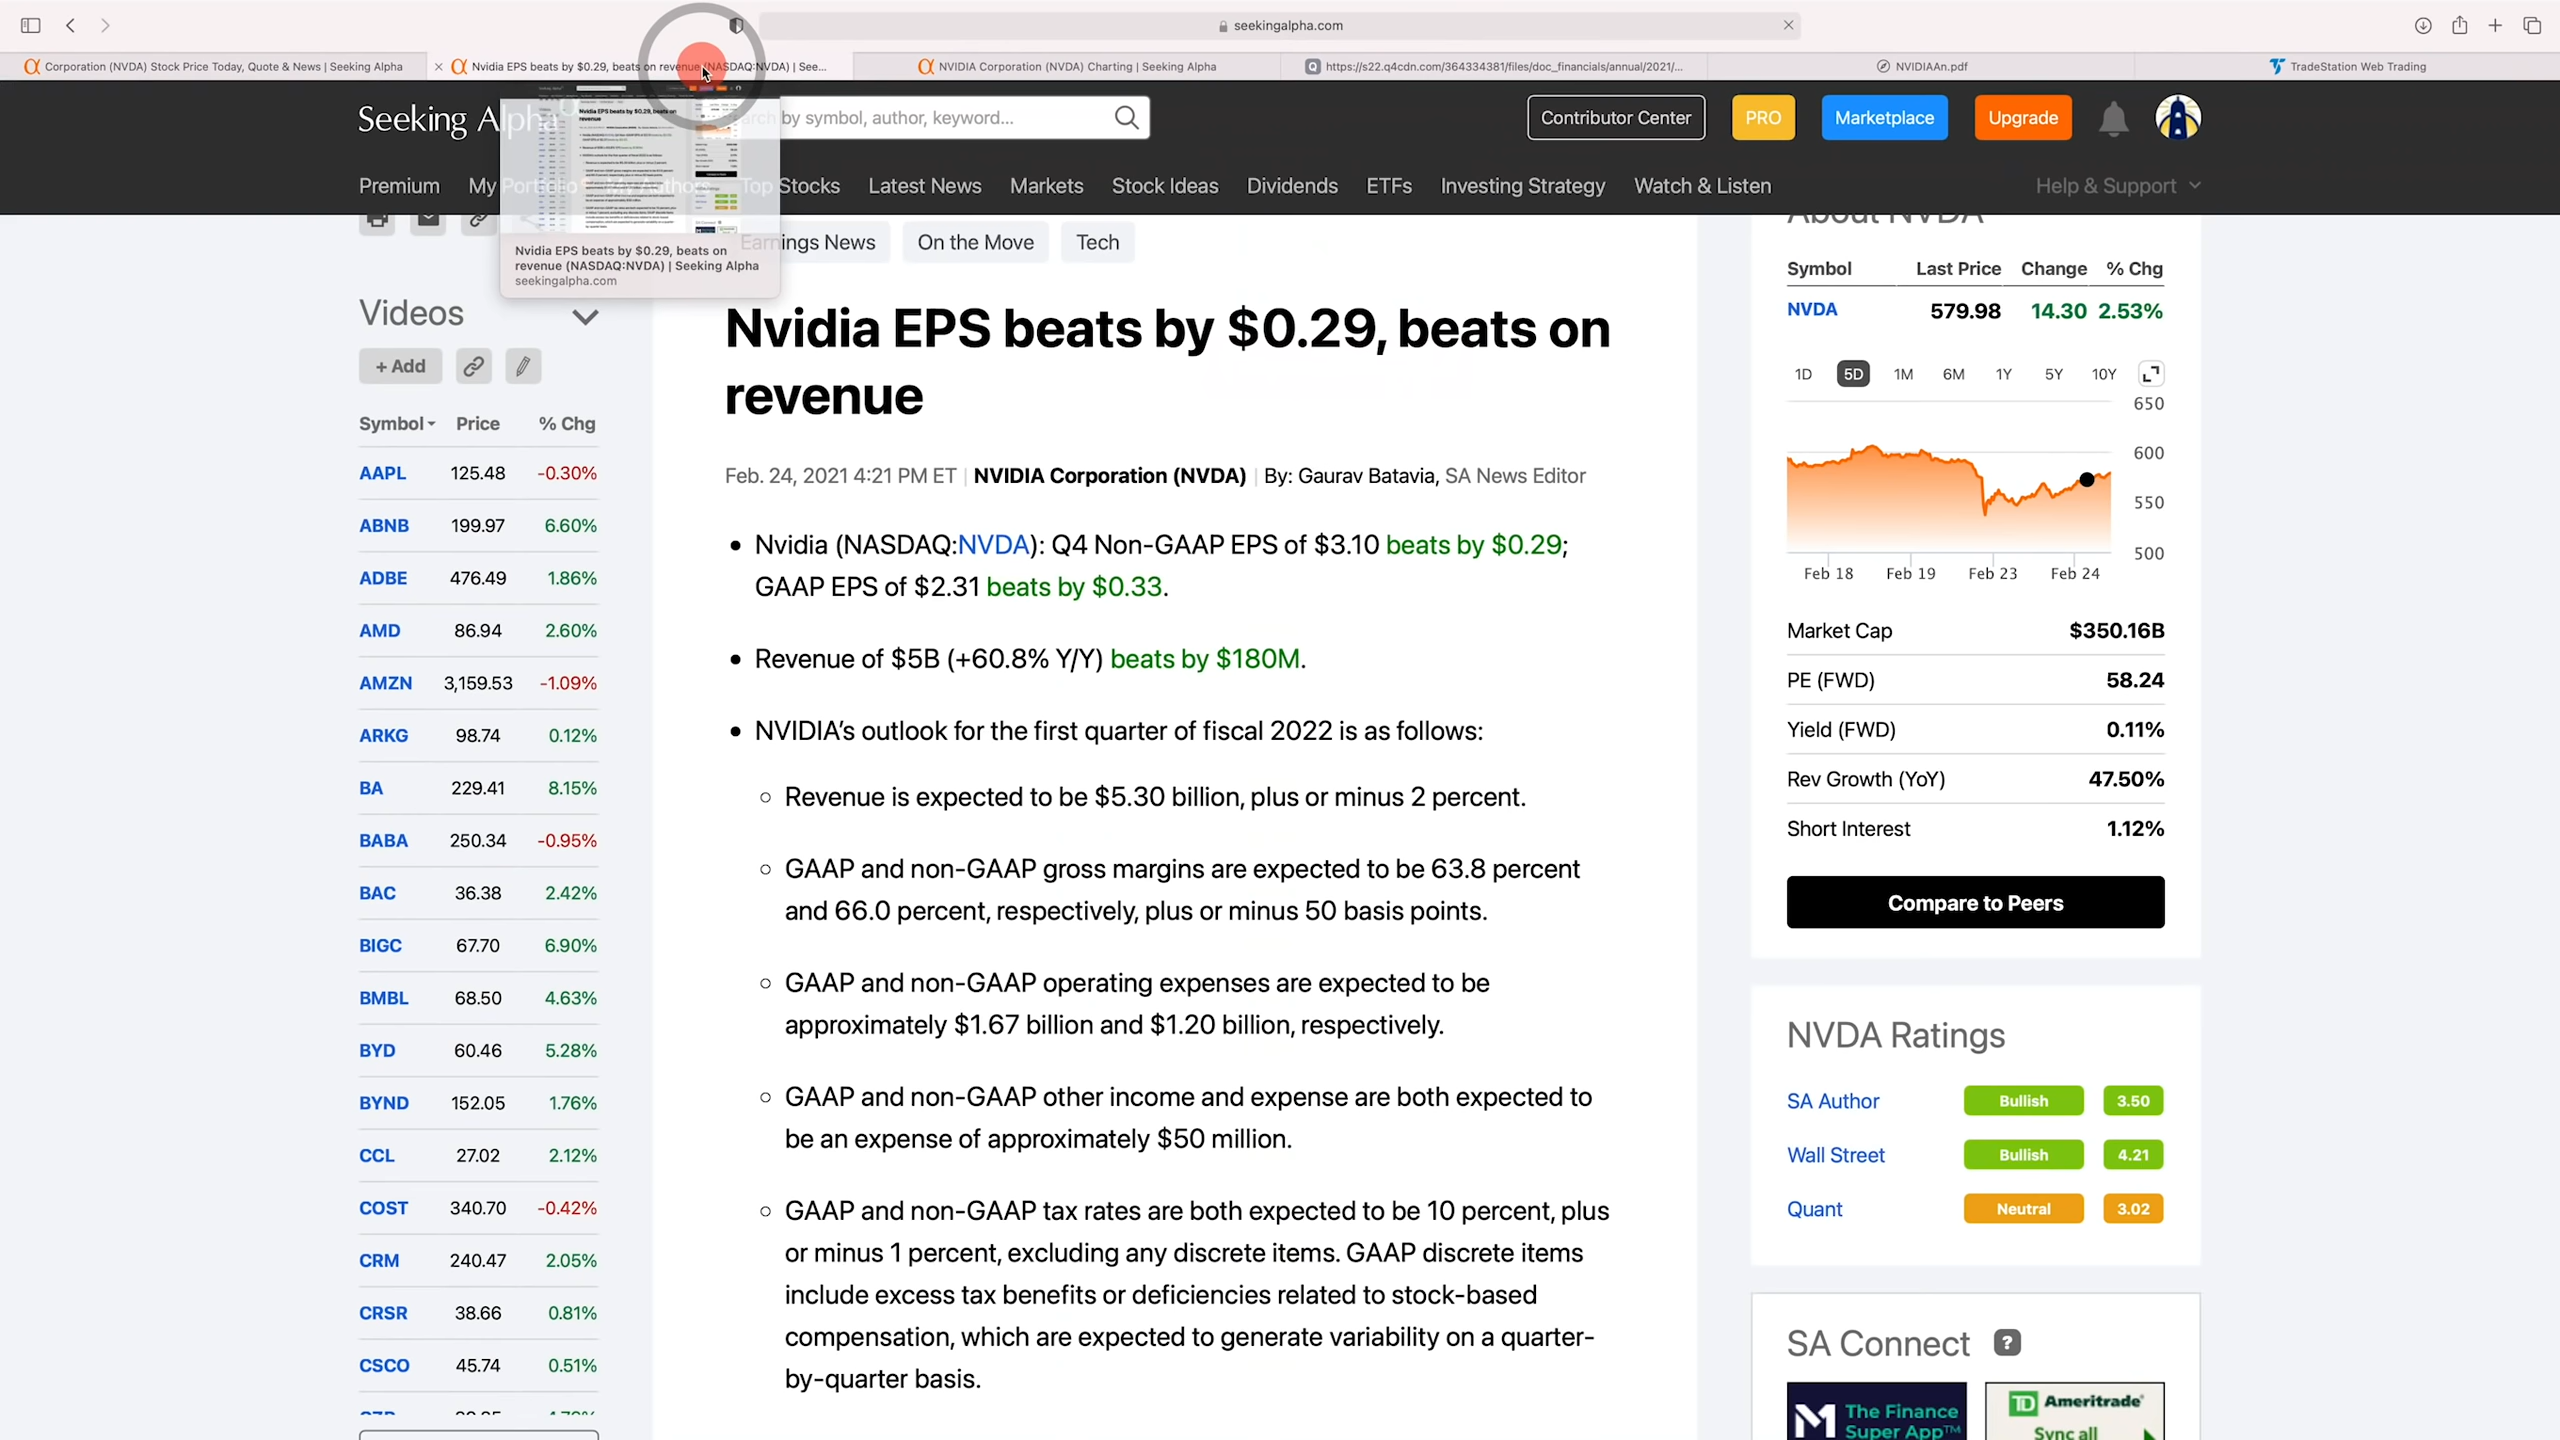 seekingalpha.com
Corporation (NVDA) Stock Price Today, Quote & News | Seeking Alpha
Nvidia EPS beats by $0.29, beats on revenue (NASDAQ:NVDA) | See...
NVIDIA Corporation (NVDA) Charting | Seeking Alpha
https://s22.q4cdn.com/364334381/files/doc_financials/annual/2021/...
NVIDIAAn.pdf
TradeStation Web Trading
Seeking Alpha
by symbol, author, keyword...
Contributor Center
PRO
Marketplace
Upgrade
Premium
My Portfolio
My Authors
Top Stocks
Latest News
Markets
Stock Ideas
Dividends
ETFs
Investing Strategy
Watch & Listen
Help & Support
Nvidia EPS beats by $0.29, beats on
revenue (NASDAQ:NVDA) | Seeking Alpha
seekingalpha.com
Videos
+ Add
Symbol Price % Chg
AAPL 125.48 -0.30%
ABNB 199.97 6.60%
ADBE 476.49 1.86%
AMD 86.94 2.60%
AMZN 3,159.53 -1.09%
ARKG 98.74 0.12%
BA 229.41 8.15%
BABA 250.34 -0.95%
BAC 36.38 2.42%
BIGC 67.70 6.90%
BMBL 68.50 4.63%
BYD 60.46 5.28%
BYND 152.05 1.76%
CCL 27.02 2.12%
COST 340.70 -0.42%
CRM 240.47 2.05%
CRSR 38.66 0.81%
CSCO 45.74 0.51%
Earnings News
On the Move
Tech
Nvidia EPS beats by $0.29, beats on
revenue
Feb. 24, 2021 4:21 PM ET | NVIDIA Corporation (NVDA) | By: Gaurav Batavia, SA News Editor
• Nvidia (NASDAQ:NVDA): Q4 Non-GAAP EPS of $3.10 beats by $0.29;
GAAP EPS of $2.31 beats by $0.33.
• Revenue of $5B (+60.8% Y/Y) beats by $180M.
• NVIDIA's outlook for the first quarter of fiscal 2022 is as follows:
○ Revenue is expected to be $5.30 billion, plus or minus 2 percent.
○ GAAP and non-GAAP gross margins are expected to be 63.8 percent
and 66.0 percent, respectively, plus or minus 50 basis points.
○ GAAP and non-GAAP operating expenses are expected to be
approximately $1.67 billion and $1.20 billion, respectively.
○ GAAP and non-GAAP other income and expense are both expected to
be an expense of approximately $50 million.
○ GAAP and non-GAAP tax rates are both expected to be 10 percent, plus
or minus 1 percent, excluding any discrete items. GAAP discrete items
include excess tax benefits or deficiencies related to stock-based
compensation, which are expected to generate variability on a quarter-
by-quarter basis.
About NVDA
Symbol Last Price Change % Chg
NVDA 579.98 14.30 2.53%
1D 5D 1M 6M 1Y 5Y 10Y
650
600
550
500
Feb 18 Feb 19 Feb 23 Feb 24
Market Cap $350.16B
PE (FWD) 58.24
Yield (FWD) 0.11%
Rev Growth (YoY) 47.50%
Short Interest 1.12%
Compare to Peers
NVDA Ratings
SA Author Bullish 3.50
Wall Street Bullish 4.21
Quant Neutral 3.02
SA Connect ?
The Finance
Super App™
TD Ameritrade
Sync all